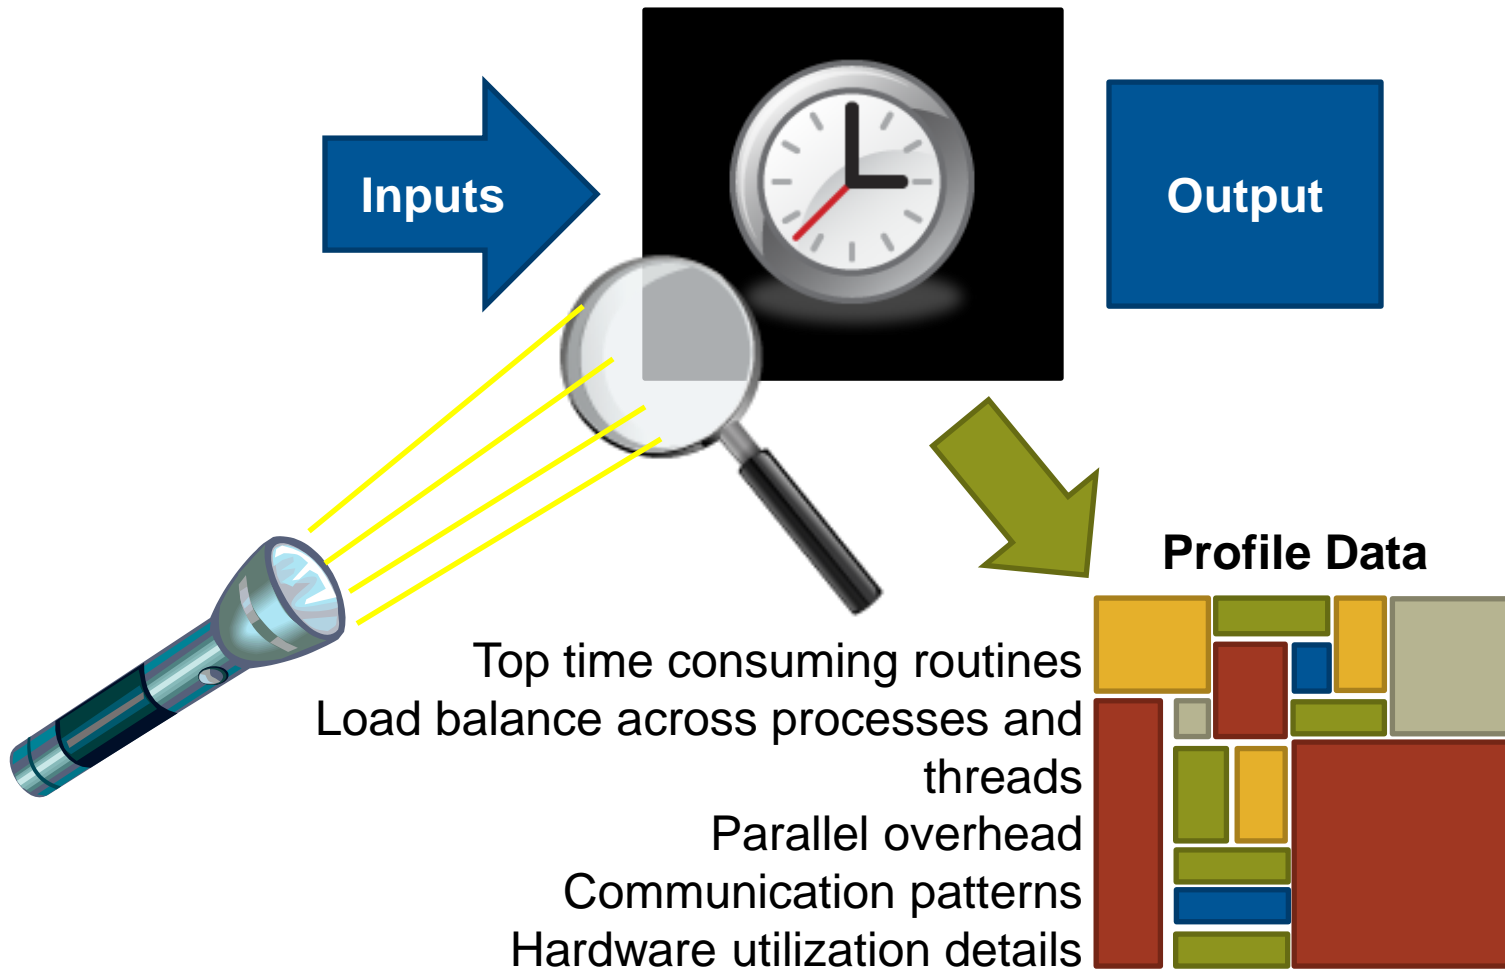 Inputs
Output
Profile Data
Top time consuming routines
Load balance across processes and
threads
Parallel overhead
Communication patterns
Hardware utilization details